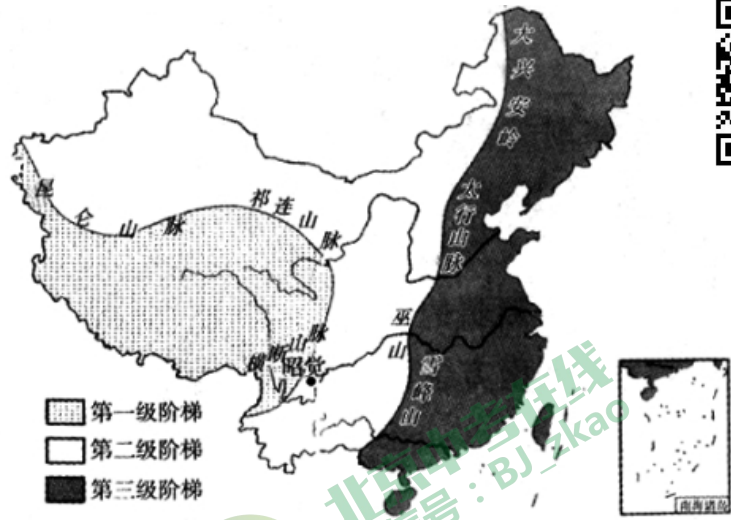 大兴安岭
太行山脉
昆仑山脉
祁连山脉
巫山
雪峰山
横断山脉
昭觉
第一级阶梯
第二级阶梯
第三级阶梯
南海诸岛
北京中考在线
号：BJ_zkao